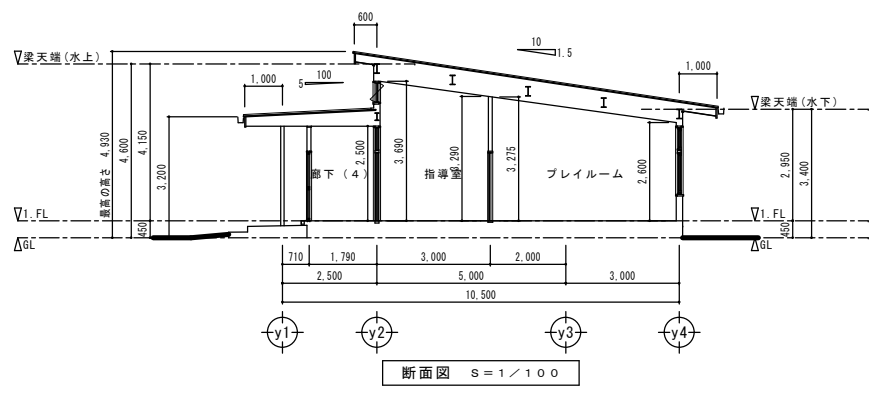 600
▽梁天端(水上)
10
1.5
1,000
100
5
1,000
▽梁天端(水下)
最高の高さ 4,930
4,600
4,150
3,200
2,500
3,690
3,290
3,275
2,600
2,950
3,400
廊下（４）
指導室
プレイルーム
▽1.FL
450
▽1.FL
450
△GL
△GL
710
1,790
3,000
2,000
2,500
5,000
3,000
10,500
y1
y2
y3
y4
断面図 Ｓ＝１／１００